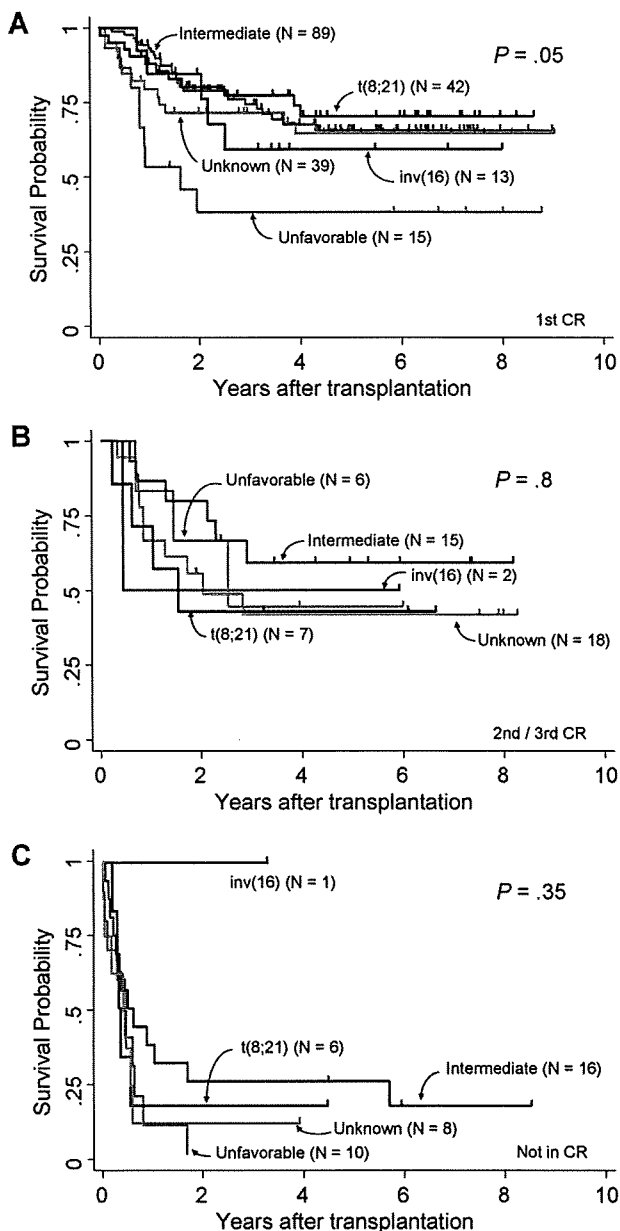 A
Survival Probability
1
.75
.5
.25
0
Intermediate (N = 89)
P = .05
t(8;21) (N = 42)
Unknown (N = 39)
inv(16) (N = 13)
Unfavorable (N = 15)
1st CR
0 2 4 6 8 10
Years after transplantation
B
Survival Probability
1
.75
.5
.25
0
Unfavorable (N = 6)
P = .8
Intermediate (N = 15)
inv(16) (N = 2)
t(8;21) (N = 7)
Unknown (N = 18)
2nd / 3rd CR
0 2 4 6 8 10
Years after transplantation
C
Survival Probability
1
.75
.5
.25
0
inv(16) (N = 1)
P = .35
t(8;21) (N = 6)
Intermediate (N = 16)
Unknown (N = 8)
Unfavorable (N = 10)
Not in CR
0 2 4 6 8 10
Years after transplantation